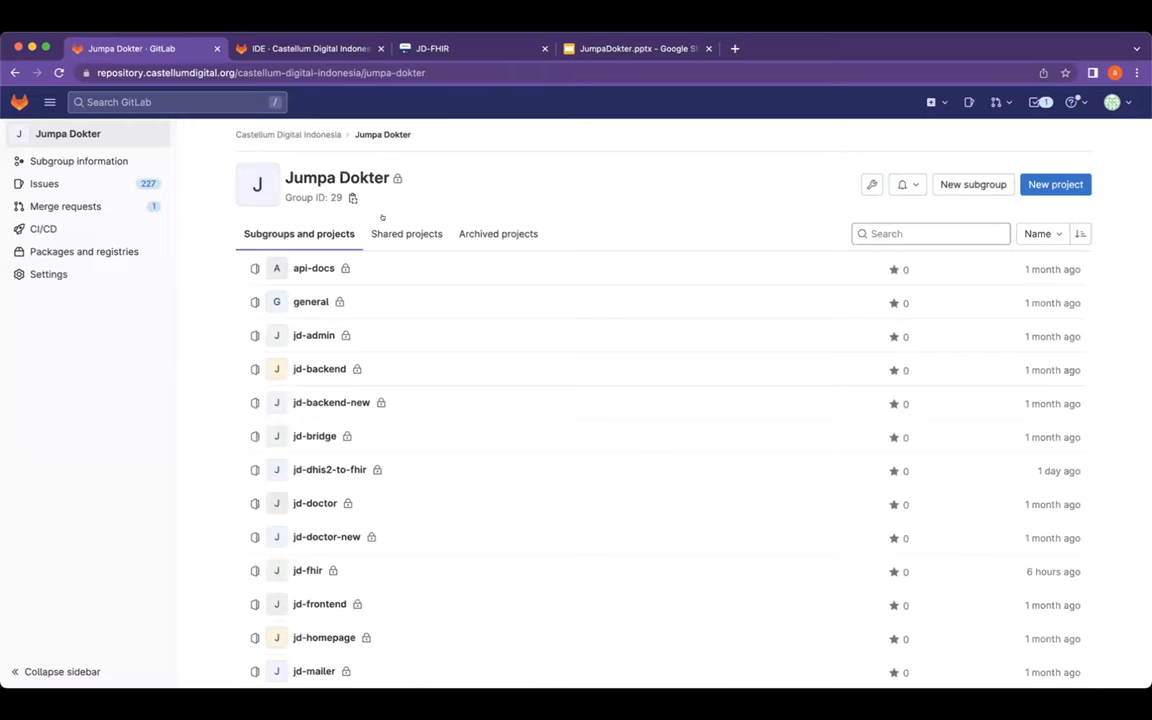 Jumpa Dokter · GitLab
IDE · Castellum Digital Indones
JD-FHIR
JumpaDokter.pptx - Google S
repository.castellumdigital.org/castellum-digital-indonesia/jumpa-dokter
Search GitLab /
1
J Jumpa Dokter
Subgroup information
Issues 227
Merge requests 1
CI/CD
Packages and registries
Settings
Collapse sidebar
Castellum Digital Indonesia › Jumpa Dokter
J
Jumpa Dokter
Group ID: 29
New subgroup
New project
Subgroups and projects Shared projects Archived projects
Search
Name
A api-docs 0 1 month ago
G general 0 1 month ago
J jd-admin 0 1 month ago
J jd-backend 0 1 month ago
J jd-backend-new 0 1 month ago
J jd-bridge 0 1 month ago
J jd-dhis2-to-fhir 0 1 day ago
J jd-doctor 0 1 month ago
J jd-doctor-new 0 1 month ago
J jd-fhir 0 6 hours ago
J jd-frontend 0 1 month ago
J jd-homepage 0 1 month ago
J jd-mailer 0 1 month ago